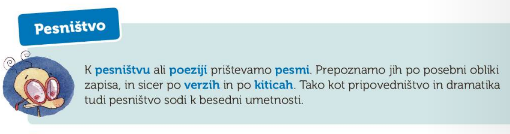 Pesništvo
K pesništvu ali poeziji prištevamo pesmi. Prepoznamo jih po posebni obliki
zapisa, in sicer po verzih in po kiticah. Tako kot pripovedništvo in dramatika
tudi pesništvo sodi k besedni umetnosti.